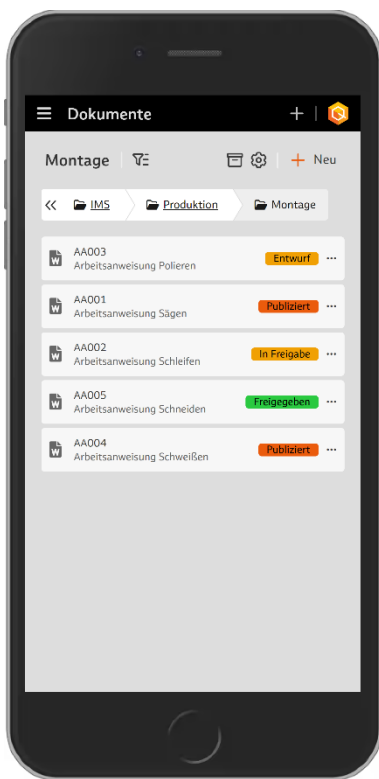 Dokumente
Montage
Neu
IMS Produktion Montage
AA003
Arbeitsanweisung Polieren
Entwurf
AA001
Arbeitsanweisung Sägen
Publiziert
AA002
Arbeitsanweisung Schleifen
In Freigabe
AA005
Arbeitsanweisung Schneiden
Freigegeben
AA004
Arbeitsanweisung Schweißen
Publiziert